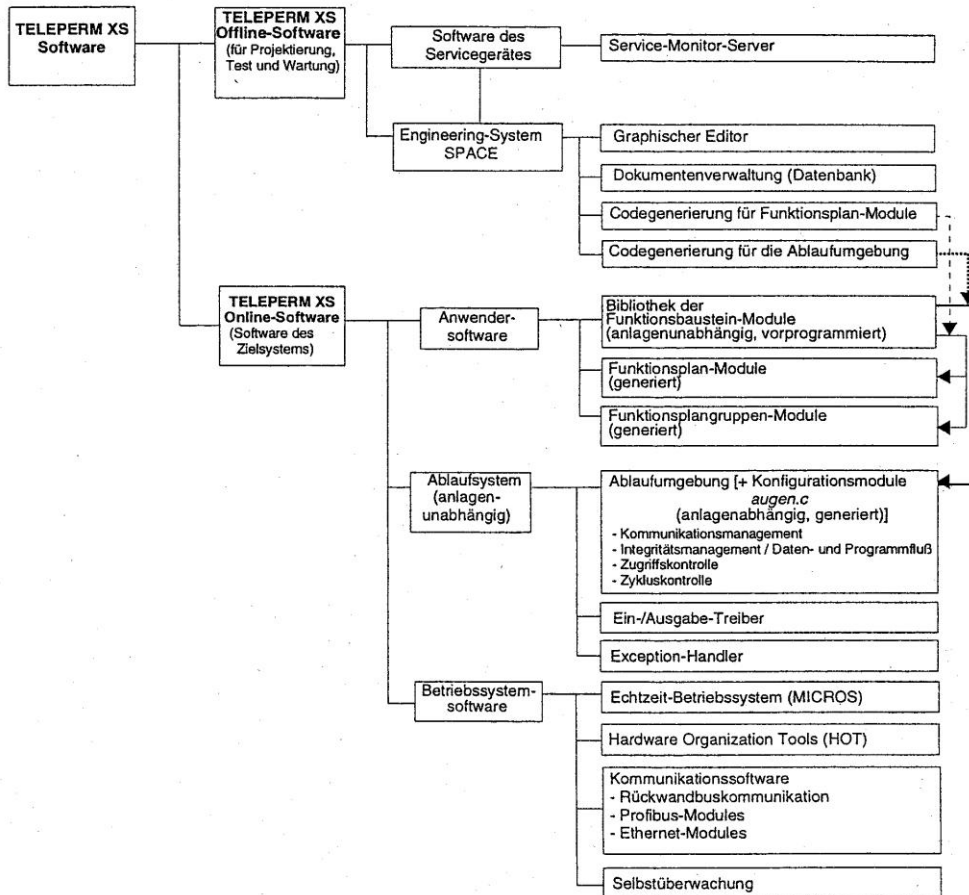 TELEPERM XS
Software
TELEPERM XS
Offline-Software
(für Projektierung,
Test und Wartung)
Software des
Servicegerätes
Service-Monitor-Server
Engineering-System
SPACE
Graphischer Editor
Dokumentenverwaltung (Datenbank)
Codegenerierung für Funktionsplan-Module
Codegenerierung für die Ablaufumgebung
TELEPERM XS
Online-Software
(Software des
Zielsystems)
Anwender-
software
Bibliothek der
Funktionsbaustein-Module
(anlagenunabhängig, vorprogrammiert)
Funktionsplan-Module
(generiert)
Funktionsplangruppen-Module
(generiert)
Ablaufsystem
(anlagen-
unabhängig)
Ablaufumgebung [+ Konfigurationsmodule
augen.c
(anlagenabhängig, generiert)]
- Kommunikationsmanagement
- Integritätsmanagement / Daten- und Programmfluß
- Zugriffskontrolle
- Zykluskontrolle
Ein-/Ausgabe-Treiber
Exception-Handler
Betriebssystem-
software
Echtzeit-Betriebssystem (MICROS)
Hardware Organization Tools (HOT)
Kommunikationssoftware
- Rückwandbuskommunikation
- Profibus-Modules
- Ethernet-Modules
Selbstüberwachung